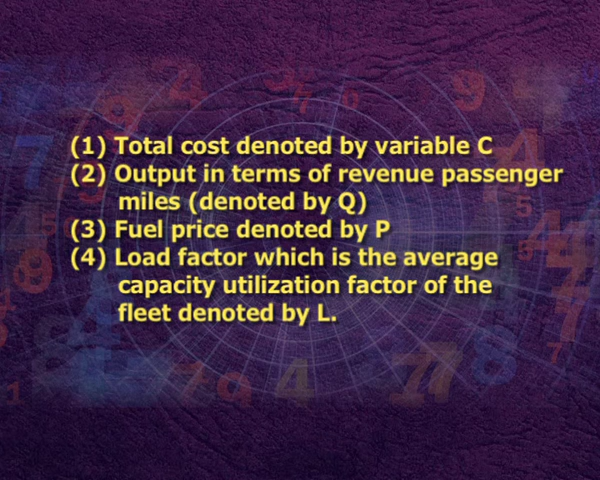 (1) Total cost denoted by variable C
(2) Output in terms of revenue passenger
miles (denoted by Q)
(3) Fuel price denoted by P
(4) Load factor which is the average
capacity utilization factor of the
fleet denoted by L.